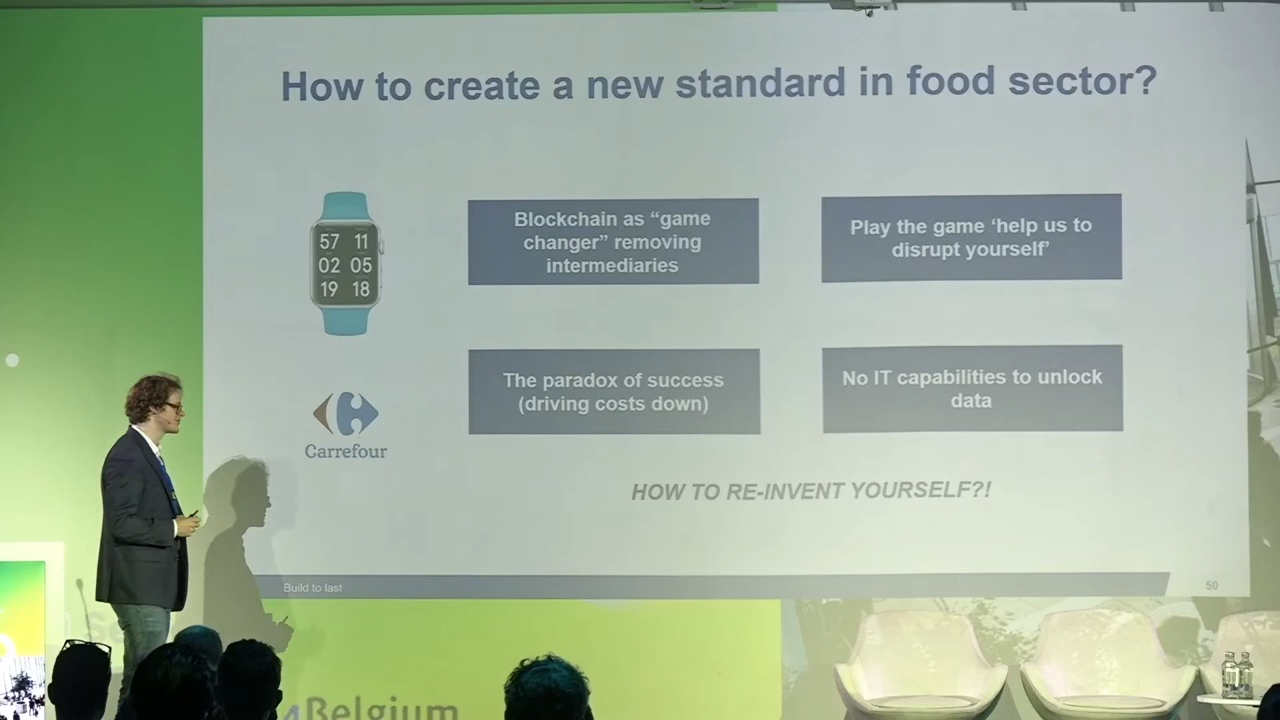 How to create a new standard in food sector?
57 11
02 05
19 18
Blockchain as “game
changer” removing
intermediaries
Play the game ‘help us to
disrupt yourself’
The paradox of success
(driving costs down)
No IT capabilities to unlock
data
Carrefour
HOW TO RE-INVENT YOURSELF?!
Build to last
50
4Belgium